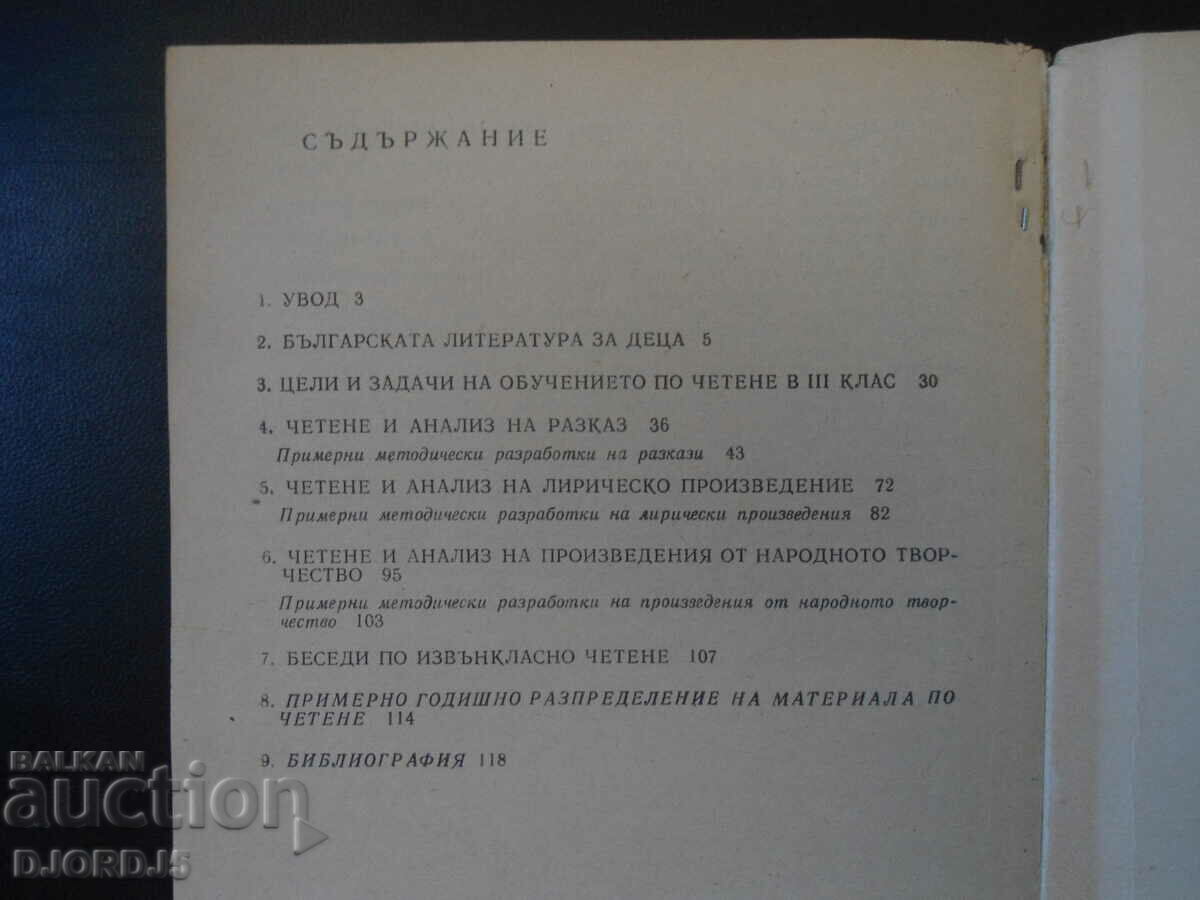 СЪДЪРЖАНИЕ
1. УВОД 3
2. БЪЛГАРСКАТА ЛИТЕРАТУРА ЗА ДЕЦА 5
3. ЦЕЛИ И ЗАДАЧИ НА ОБУЧЕНИЕТО ПО ЧЕТЕНЕ В III КЛАС 30
4. ЧЕТЕНЕ И АНАЛИЗ НА РАЗКАЗ 36
Примерни методически разработки на разкази 43
5. ЧЕТЕНЕ И АНАЛИЗ НА ЛИРИЧЕСКО ПРОИЗВЕДЕНИЕ 72
Примерни методически разработки на лирически произведения 82
6. ЧЕТЕНЕ И АНАЛИЗ НА ПРОИЗВЕДЕНИЯ ОТ НАРОДНОТО ТВОР-
ЧЕСТВО 95
Примерни методически разработки на произведения от народното твор-
чество 103
7. БЕСЕДИ ПО ИЗВЪНКЛАСНО ЧЕТЕНЕ 107
8. ПРИМЕРНО ГОДИШНО РАЗПРЕДЕЛЕНИЕ НА МАТЕРИАЛА ПО
ЧЕТЕНЕ 114
9. БИБЛИОГРАФИЯ 118
BALKAN
auction
DJORDJ5